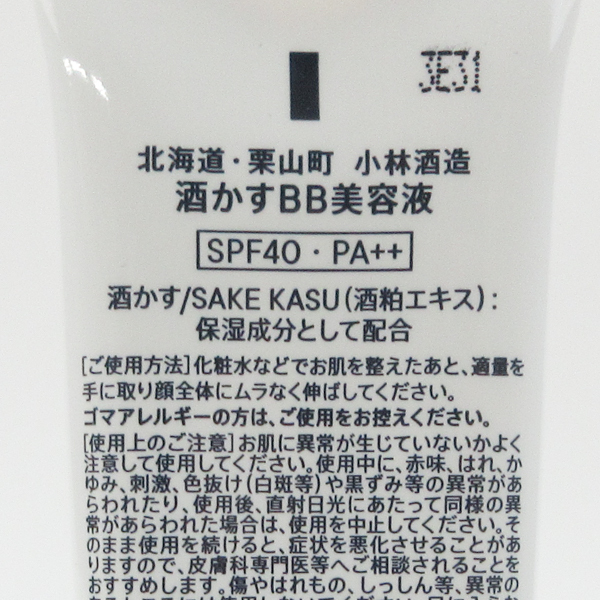 3E31
北海道・栗山町 小林酒造
酒かすBB美容液
SPF40・PA++
酒かす/SAKE KASU(酒粕エキス):
保湿成分として配合
[ご使用方法]化粧水などでお肌を整えたあと、適量を
手に取り顔全体にムラなく伸ばしてください。
ゴマアレルギーの方は、ご使用をお控えください。
[使用上のご注意]お肌に異常が生じていないかよく
注意して使用してください。使用中に、赤味、はれ、か
ゆみ、刺激、色抜け(白斑等)や黒ずみ等の異常があ
らわれたり、使用後、直射日光にあたって同様の異
常があらわれた場合は、使用を中止してください。そ
のまま使用を続けると、症状を悪化させることがあ
りますので、皮膚科専門医等へご相談されることを
おすすめします。傷やはれもの、しっしん等、異常の